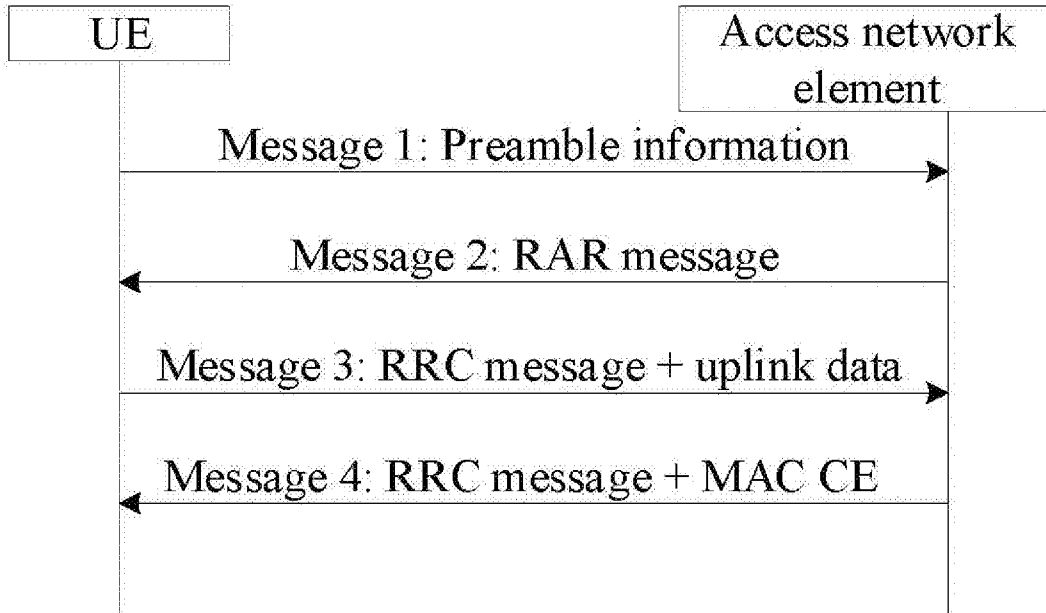 UE
Access network
element
Message 1: Preamble information
Message 2: RAR message
Message 3: RRC message + uplink data
Message 4: RRC message + MAC CE